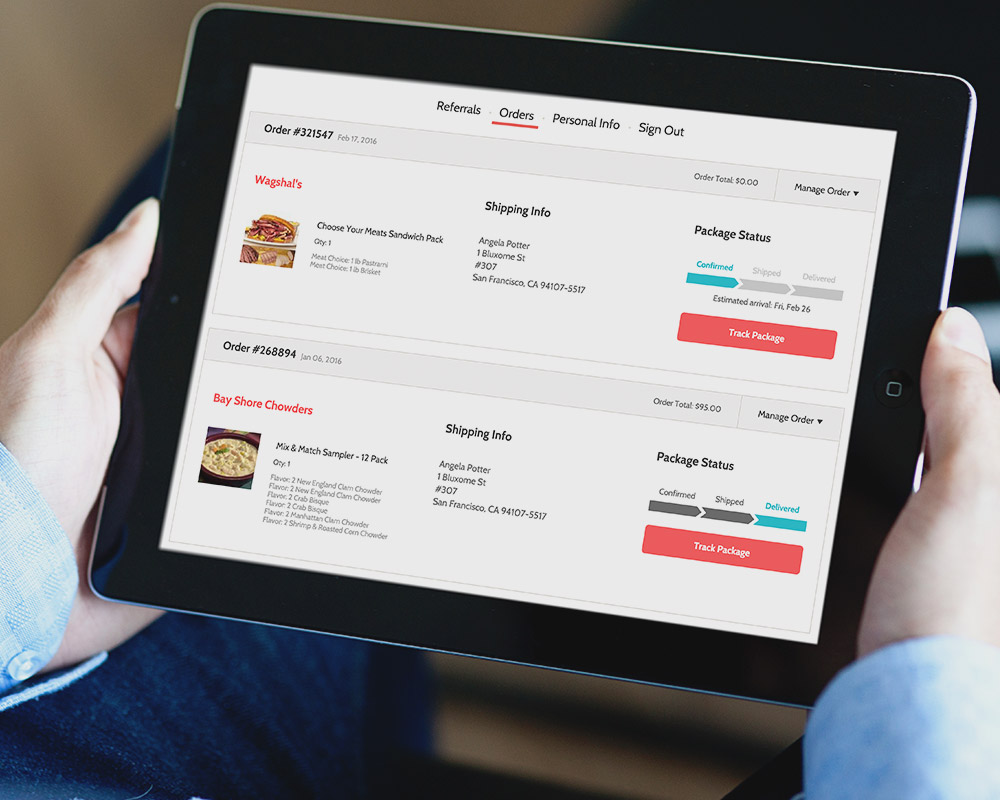 Referrals · Orders · Personal Info · Sign Out
Order #321547 Feb 17, 2016
Order Total: $0.00
Manage Order ▼
Wagshal's
Choose Your Meats Sandwich Pack
Qty: 1
Meat Choice: 1 lb Pastrami
Meat Choice: 1 lb Brisket
Shipping Info
Angela Potter
1 Bluxome St
#307
San Francisco, CA 94107-5517
Package Status
Confirmed Shipped Delivered
Estimated arrival: Fri, Feb 26
Track Package
Order #268894 Jan 06, 2016
Order Total: $95.00
Manage Order ▼
Bay Shore Chowders
Mix & Match Sampler - 12 Pack
Qty: 1
Flavor: 2 New England Clam Chowder
Flavor: 2 New England Clam Chowder
Flavor: 2 Crab Bisque
Flavor: 2 Crab Bisque
Flavor: 2 Manhattan Clam Chowder
Flavor: 2 Shrimp & Roasted Corn Chowder
Shipping Info
Angela Potter
1 Bluxome St
#307
San Francisco, CA 94107-5517
Package Status
Confirmed Shipped Delivered
Track Package